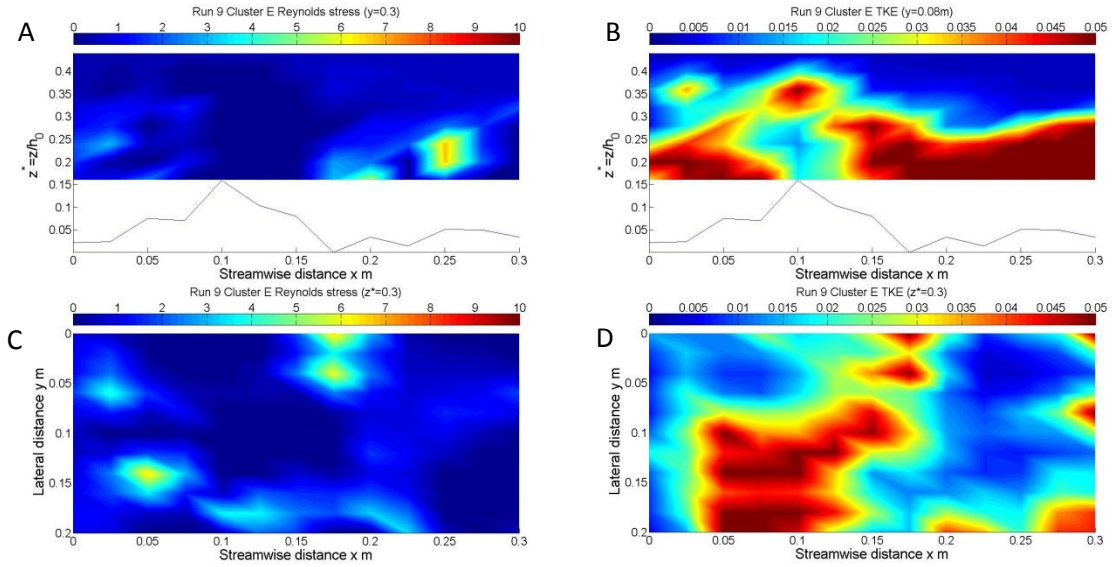 A
Run 9 Cluster E Reynolds stress (y=0.3)
0 1 2 3 4 5 6 7 8 9 10
z*=z/h0
0.4
0.35
0.3
0.25
0.2
0.15
0.1
0.05
0 0.05 0.1 0.15 0.2 0.25 0.3
Streamwise distance x m
B
Run 9 Cluster E TKE (y=0.08m)
0 0.005 0.01 0.015 0.02 0.025 0.03 0.035 0.04 0.045 0.05
z*=z/h0
0.4
0.35
0.3
0.25
0.2
0.15
0.1
0.05
0 0.05 0.1 0.15 0.2 0.25 0.3
Streamwise distance x m
C
Run 9 Cluster E Reynolds stress (z*=0.3)
0 1 2 3 4 5 6 7 8 9 10
Lateral distance y m
0
0.05
0.1
0.15
0.2
0 0.05 0.1 0.15 0.2 0.25 0.3
Streamwise distance x m
D
Run 9 Cluster E TKE (z*=0.3)
0 0.005 0.01 0.015 0.02 0.025 0.03 0.035 0.04 0.045 0.05
Lateral distance y m
0
0.05
0.1
0.15
0.2
0 0.05 0.1 0.15 0.2 0.25 0.3
Streamwise distance x m